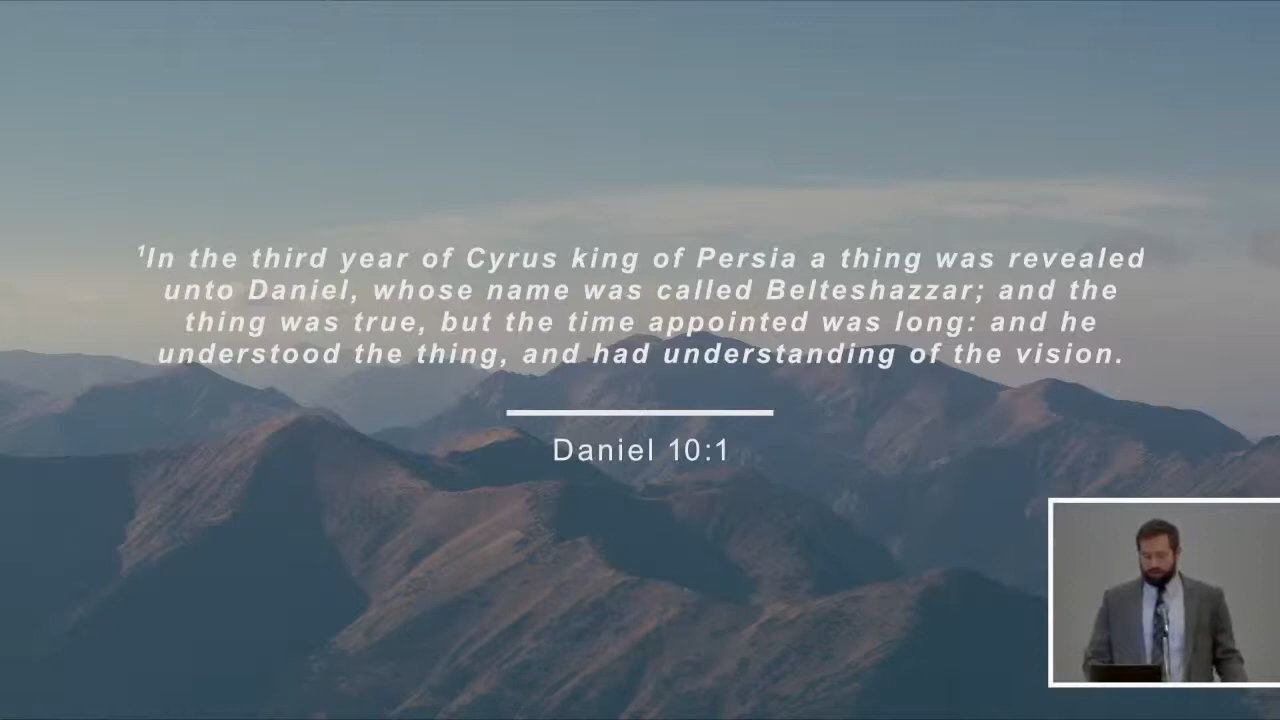 ¹In the third year of Cyrus king of Persia a thing was revealed
unto Daniel, whose name was called Belteshazzar; and the
thing was true, but the time appointed was long: and he
understood the thing, and had understanding of the vision.
Daniel 10:1